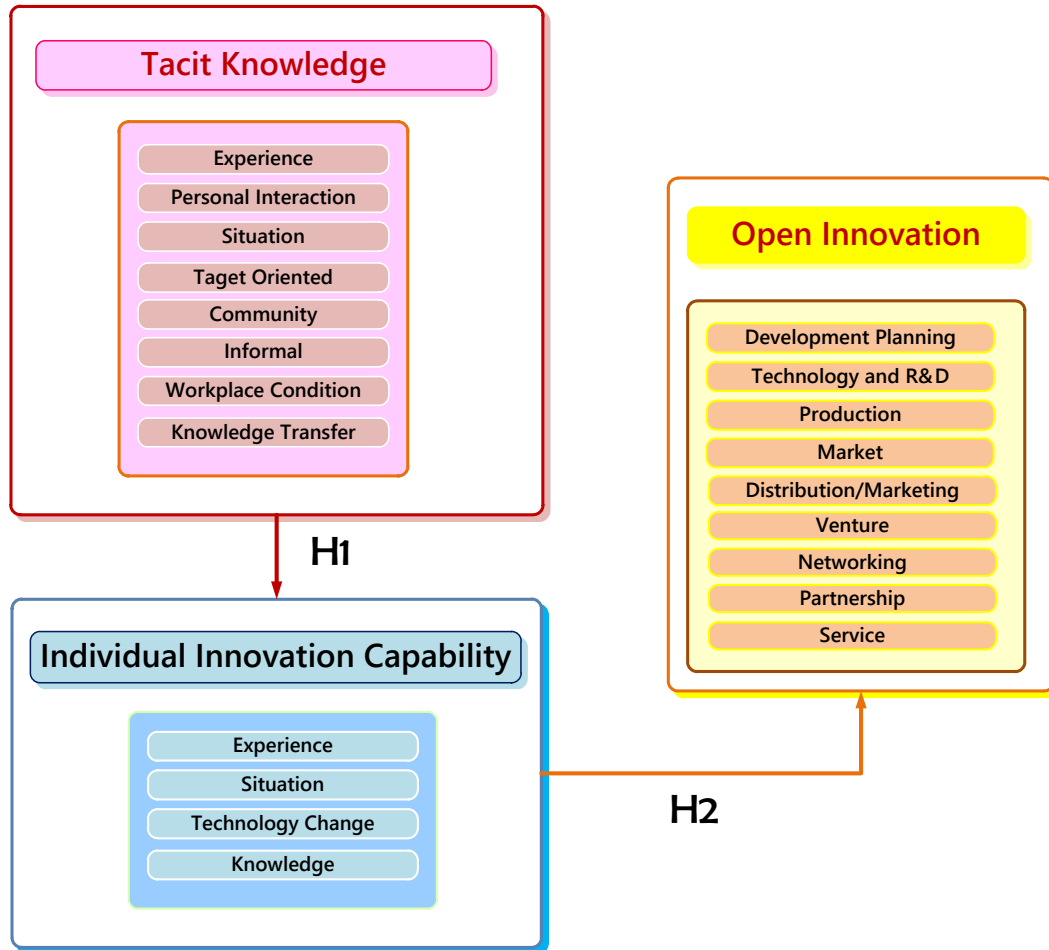 Tacit Knowledge
Experience
Personal Interaction
Situation
Taget Oriented
Community
Informal
Workplace Condition
Knowledge Transfer
H1
Individual Innovation Capability
Experience
Situation
Technology Change
Knowledge
H2
Open Innovation
Development Planning
Technology and R&D
Production
Market
Distribution/Marketing
Venture
Networking
Partnership
Service